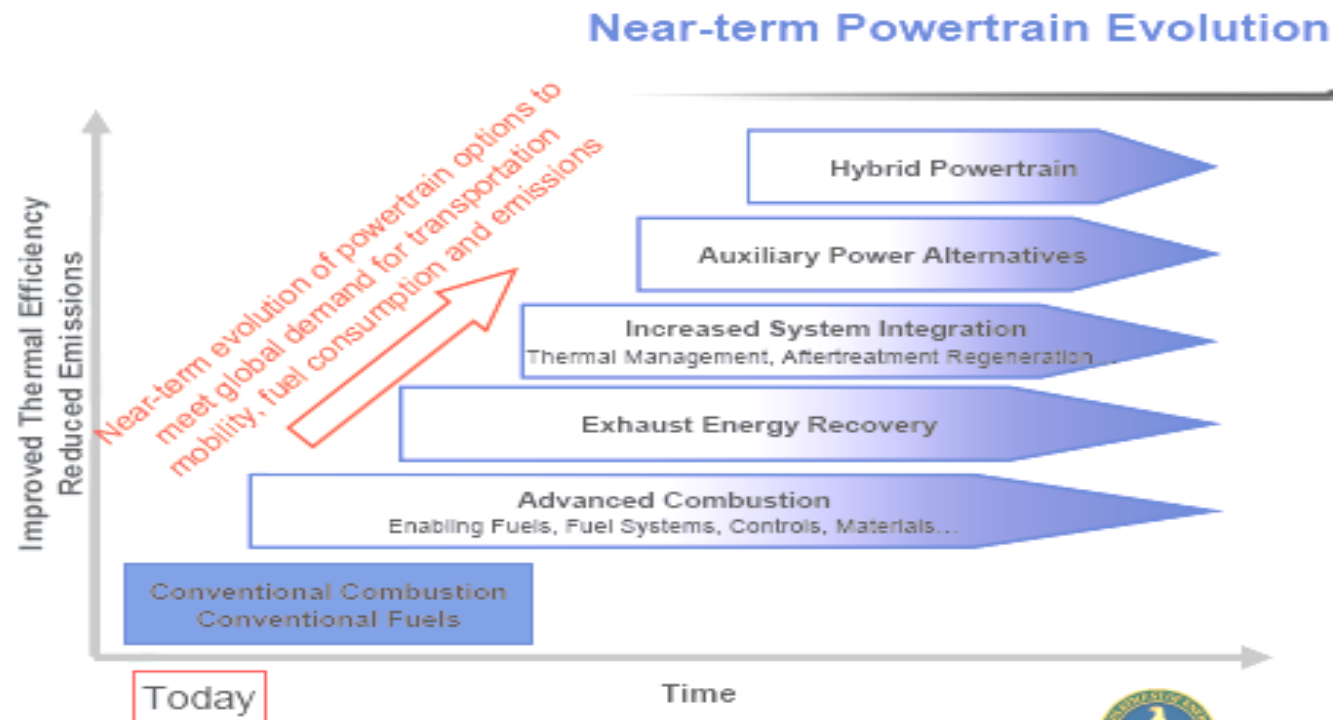 Near-term Powertrain Evolution
Near-term evolution of powertrain options to
meet global demand for transportation
mobility, fuel consumption and emissions
Improved Thermal Efficiency
Reduced Emissions
Hybrid Powertrain
Auxiliary Power Alternatives
Increased System Integration
Thermal Management, Aftertreatment Regeneration...
Exhaust Energy Recovery
Advanced Combustion
Enabling Fuels, Fuel Systems, Controls, Materials...
Conventional Combustion
Conventional Fuels
Today
Time